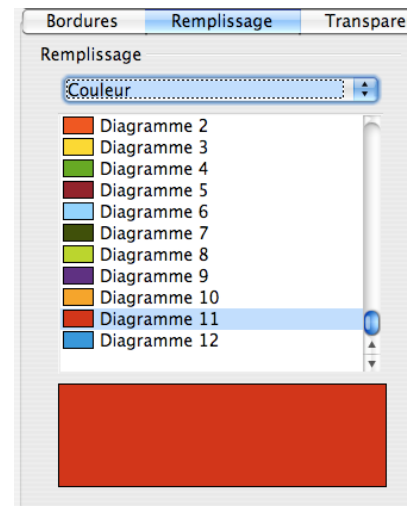 Bordures Remplissage Transpare
Remplissage
Couleur
Diagramme 2
Diagramme 3
Diagramme 4
Diagramme 5
Diagramme 6
Diagramme 7
Diagramme 8
Diagramme 9
Diagramme 10
Diagramme 11
Diagramme 12